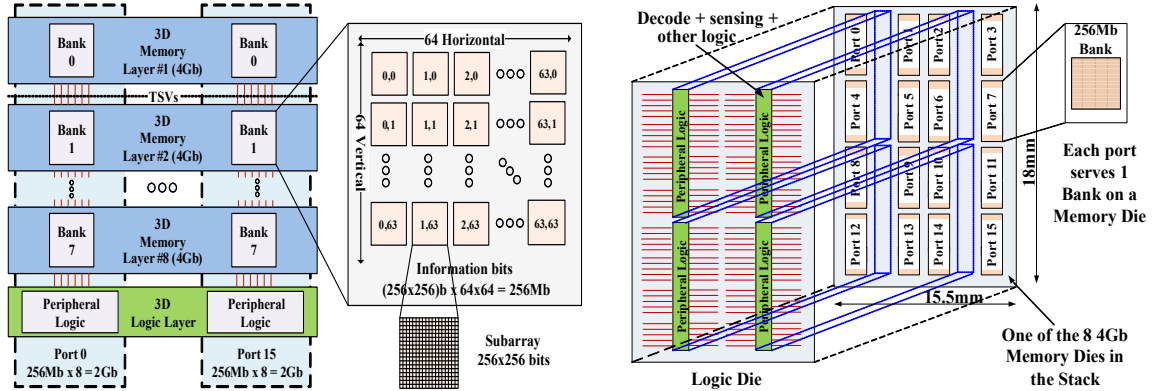 Bank
0
3D
Memory
Layer #1 (4Gb)
Bank
0
TSVs
Bank
1
3D
Memory
Layer #2 (4Gb)
Bank
1
Bank
7
3D
Memory
Layer #8 (4Gb)
Bank
7
Peripheral
Logic
3D
Logic Layer
Peripheral
Logic
Port 0
256Mb x 8 = 2Gb
Port 15
256Mb x 8 = 2Gb
64 Horizontal
64 Vertical
0,0
1,0
2,0
63,0
0,1
1,1
2,1
63,1
0,63
1,63
2,63
63,63
Information bits
(256x256)b x 64x64 = 256Mb
Subarray
256x256 bits
Decode + sensing +
other logic
Peripheral Logic
Peripheral Logic
Peripheral Logic
Peripheral Logic
Logic Die
Port 0
Port 1
Port 2
Port 3
Port 4
Port 5
Port 6
Port 7
Port 8
Port 9
Port 10
Port 11
Port 12
Port 13
Port 14
Port 15
18mm
15.5mm
256Mb
Bank
Each port
serves 1
Bank on a
Memory Die
One of the 8 4Gb
Memory Dies in
the Stack